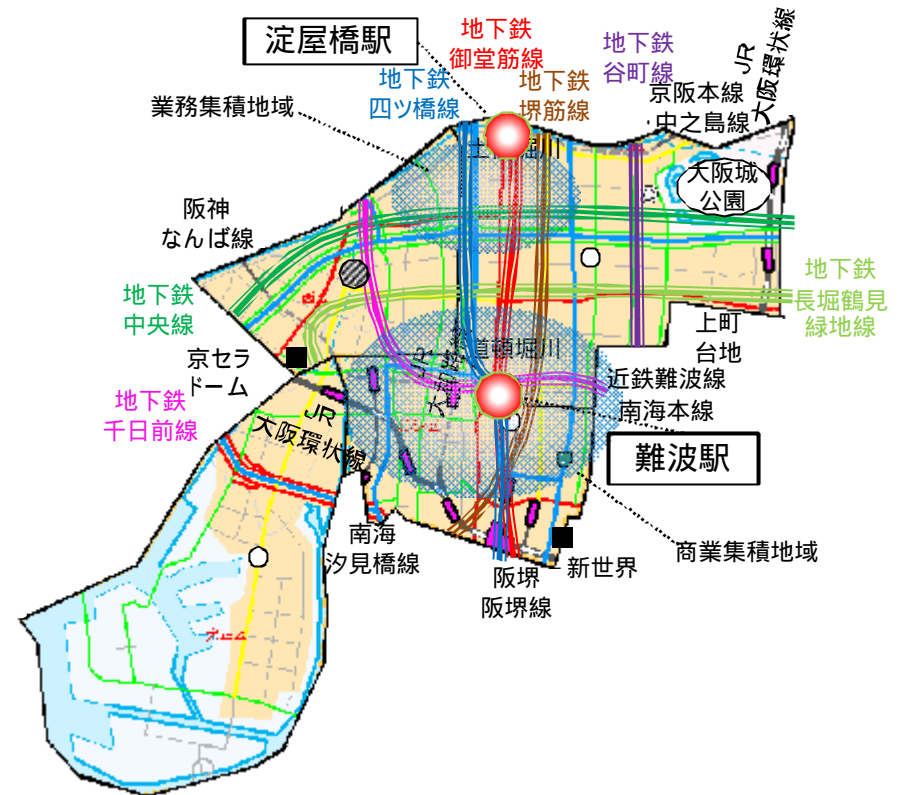 淀屋橋駅
地下鉄
御堂筋線
地下鉄
谷町線
JR
大阪環状線
地下鉄
四ツ橋線
地下鉄
堺筋線
業務集積地域
京阪本線
中之島線
土佐堀川
大阪城
公園
阪神
なんば線
地下鉄
中央線
地下鉄
長堀鶴見
緑地線
上町
台地
道頓堀川
京セラ
ドーム
JR
近鉄難波線
地下鉄
千日前線
南海本線
JR
大阪環状線
難波駅
南海
汐見橋線
商業集積地域
新世界
阪堺
阪堺線